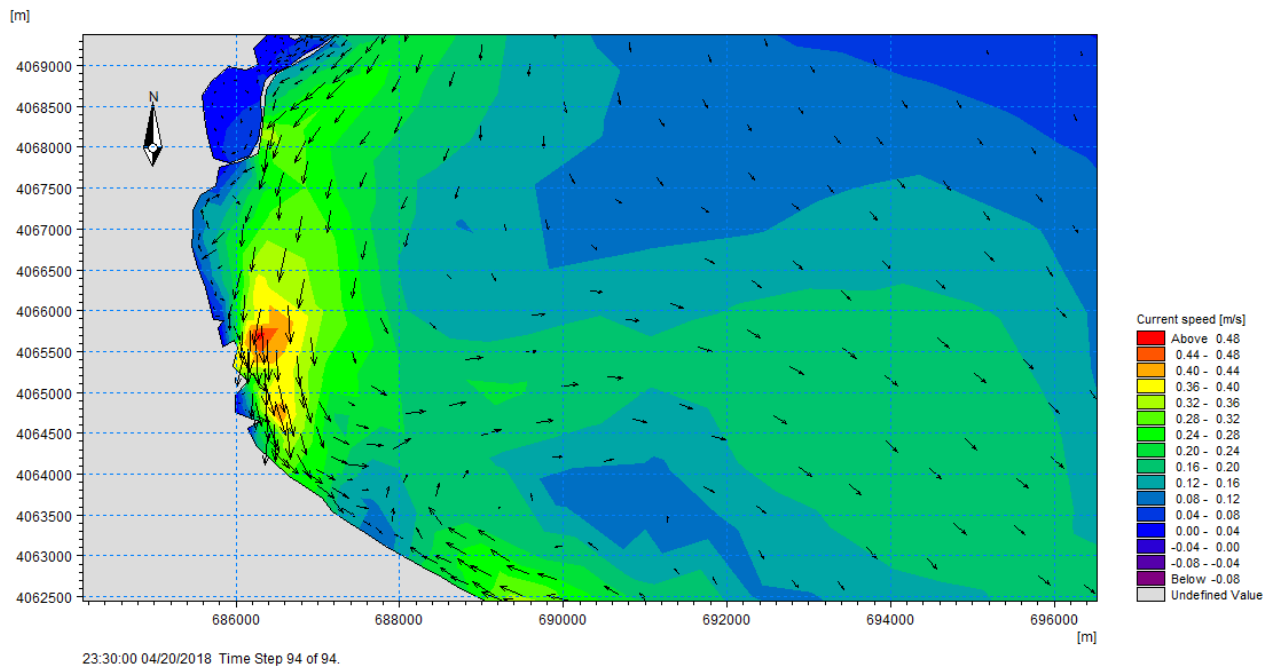 [m]
N
4069000
4068500
4068000
4067500
4067000
4066500
4066000
4065500
4065000
4064500
4064000
4063500
4063000
4062500
686000 688000 690000 692000 694000 696000
[m]
Current speed [m/s]
Above 0.48
0.44 - 0.48
0.40 - 0.44
0.36 - 0.40
0.32 - 0.36
0.28 - 0.32
0.24 - 0.28
0.20 - 0.24
0.16 - 0.20
0.12 - 0.16
0.08 - 0.12
0.04 - 0.08
0.00 - 0.04
-0.04 - 0.00
-0.08 - -0.04
Below -0.08
Undefined Value
23:30:00 04/20/2018 Time Step 94 of 94.